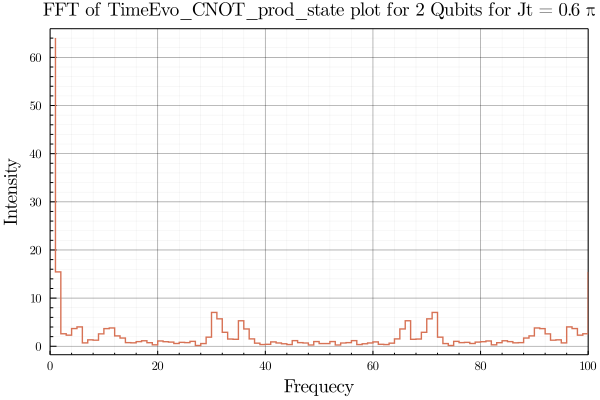 FFT of TimeEvo_CNOT_prod_state plot for 2 Qubits for Jt = 0.6 π
60
50
40
30
20
10
0
Intensity
0 20 40 60 80 100
Frequecy